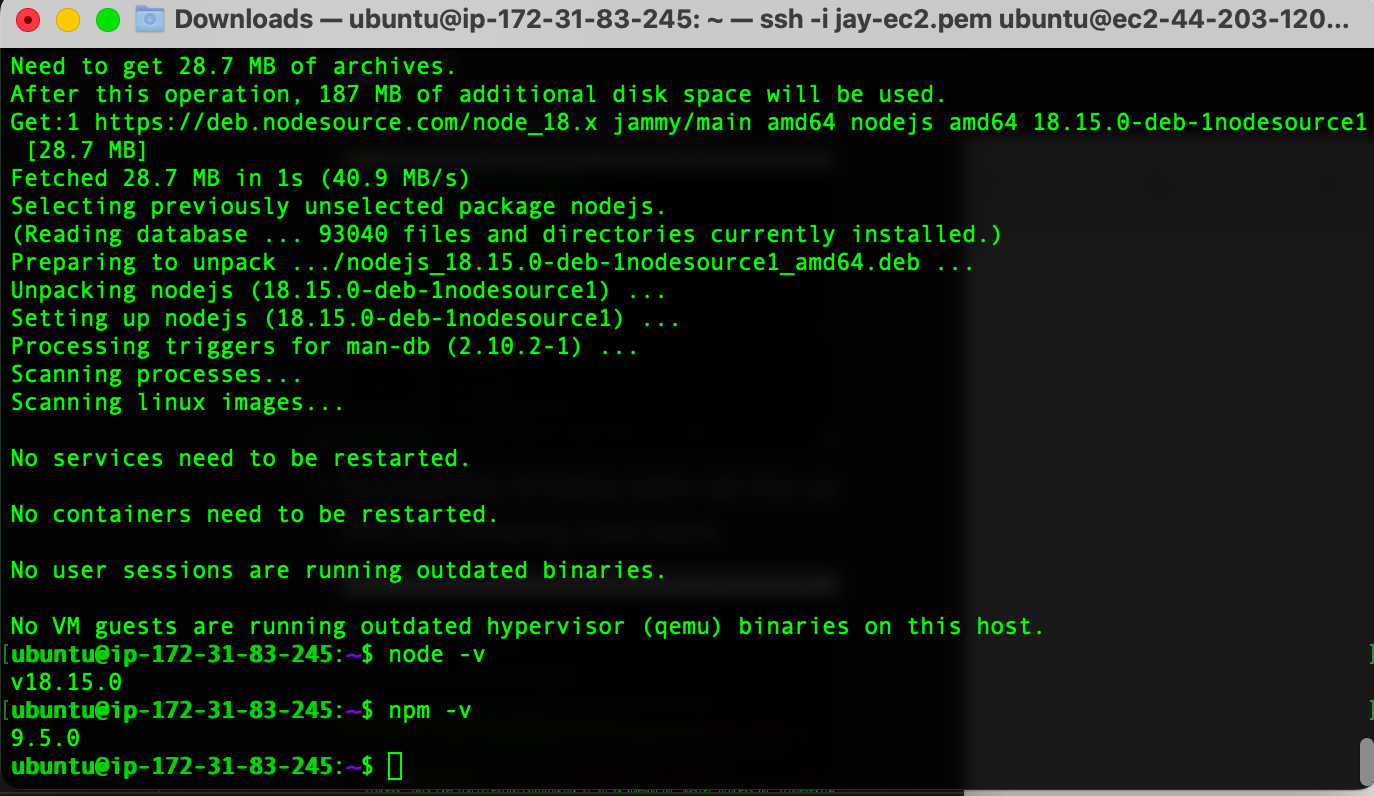 Downloads — ubuntu@ip-172-31-83-245: ~ — ssh -i jay-ec2.pem ubuntu@ec2-44-203-120...
Need to get 28.7 MB of archives.
After this operation, 187 MB of additional disk space will be used.
Get:1 https://deb.nodesource.com/node_18.x jammy/main amd64 nodejs amd64 18.15.0-deb-1nodesource1
 [28.7 MB]
Fetched 28.7 MB in 1s (40.9 MB/s)
Selecting previously unselected package nodejs.
(Reading database ... 93040 files and directories currently installed.)
Preparing to unpack .../nodejs_18.15.0-deb-1nodesource1_amd64.deb ...
Unpacking nodejs (18.15.0-deb-1nodesource1) ...
Setting up nodejs (18.15.0-deb-1nodesource1) ...
Processing triggers for man-db (2.10.2-1) ...
Scanning processes...
Scanning linux images...
No services need to be restarted.
No containers need to be restarted.
No user sessions are running outdated binaries.
No VM guests are running outdated hypervisor (qemu) binaries on this host.
[ubuntu@ip-172-31-83-245:~$ node -v ]
v18.15.0
[ubuntu@ip-172-31-83-245:~$ npm -v ]
9.5.0
ubuntu@ip-172-31-83-245:~$